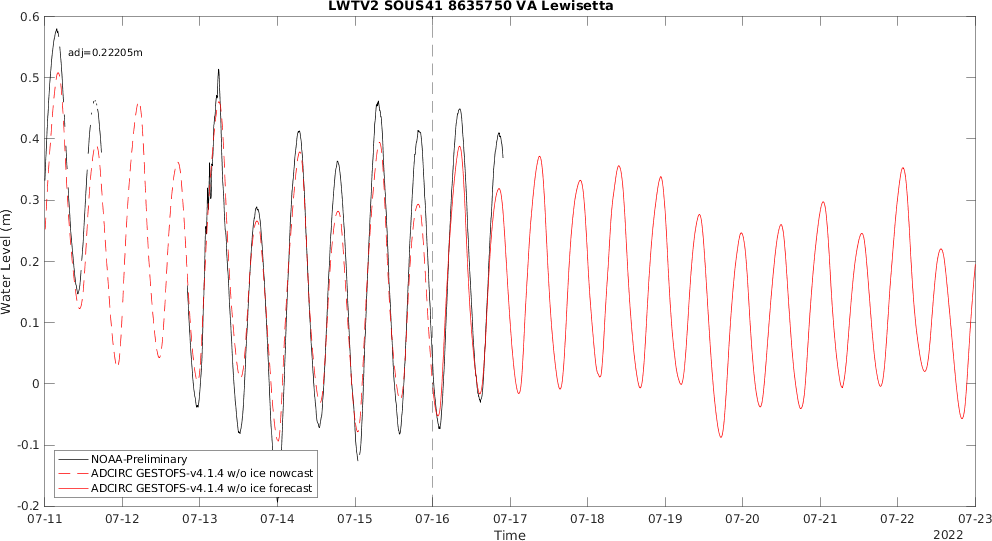 LWTV2 SOUS41 8635750 VA Lewisetta
0.6
adj=0.22205m
0.5
0.4
0.3
0.2
0.1
0
-0.1
-0.2
Water Level (m)
NOAA-Preliminary
ADCIRC GESTOFS-v4.1.4 w/o ice nowcast
ADCIRC GESTOFS-v4.1.4 w/o ice forecast
07-11 07-12 07-13 07-14 07-15 07-16 07-17 07-18 07-19 07-20 07-21 07-22 07-23
Time
2022